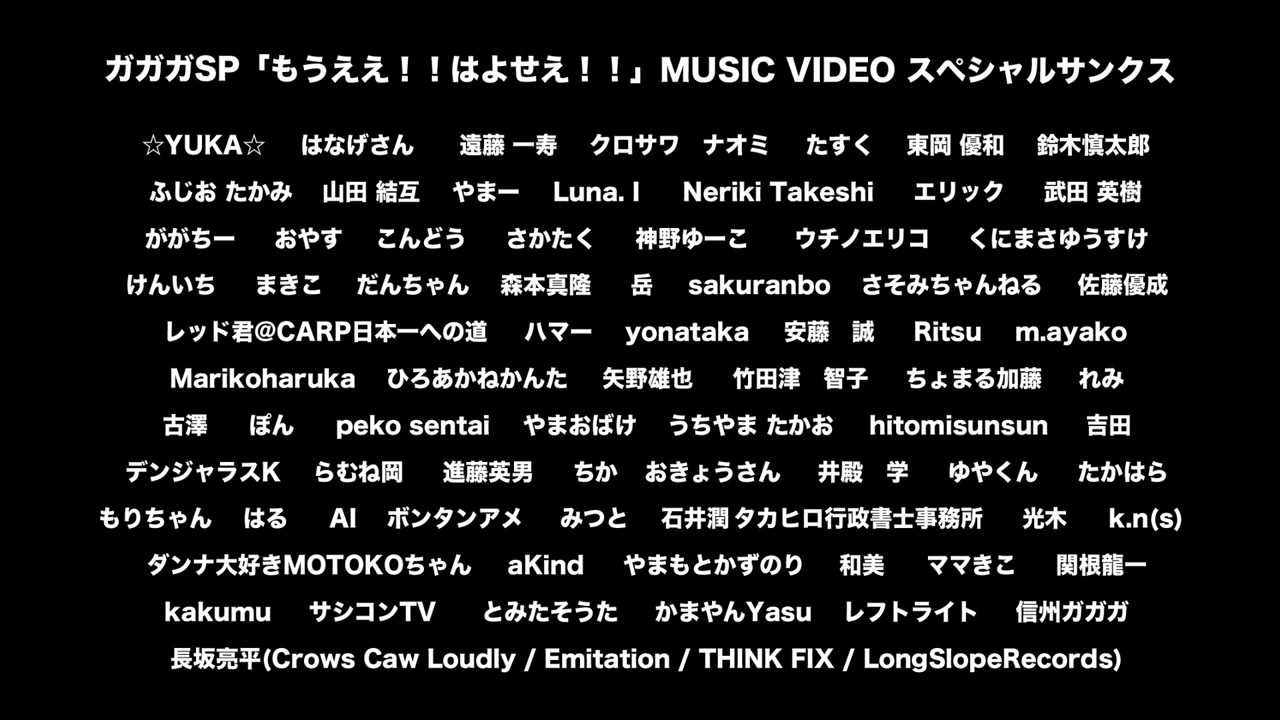 ガガガSP「もうええ！！はよせえ！！」MUSIC VIDEO スペシャルサンクス
☆YUKA☆ はなげさん 遠藤 一寿 クロサワ ナオミ たすく 東岡 優和 鈴木慎太郎
ふじお たかみ 山田 結互 やまー Luna. I Neriki Takeshi エリック 武田 英樹
ががちー おやす こんどう さかたく 神野ゆーこ ウチノエリコ くにまさゆうすけ
けんいち まきこ だんちゃん 森本真隆 岳 sakuranbo さそみちゃんねる 佐藤優成
レッド君@CARP日本一への道 ハマー yonataka 安藤　誠 Ritsu m.ayako
Marikoharuka ひろあかねかんた 矢野雄也 竹田津　智子 ちょまる加藤 れみ
古澤 ぽん peko sentai やまおばけ うちやま たかお hitomisunsun 吉田
デンジャラスK らむね岡 進藤英男 ちか おきょうさん 井殿　学 ゆやくん たかはら
もりちゃん はる AI ボンタンアメ みつと 石井潤 タカヒロ行政書士事務所 光木 k.n(s)
ダンナ大好きMOTOKOちゃん aKind やまもとかずのり 和美 ママきこ 関根龍一
kakumu サシコンTV とみたそうた かまやんYasu レフトライト 信州ガガガ
長坂亮平(Crows Caw Loudly / Emitation / THINK FIX / LongSlopeRecords)